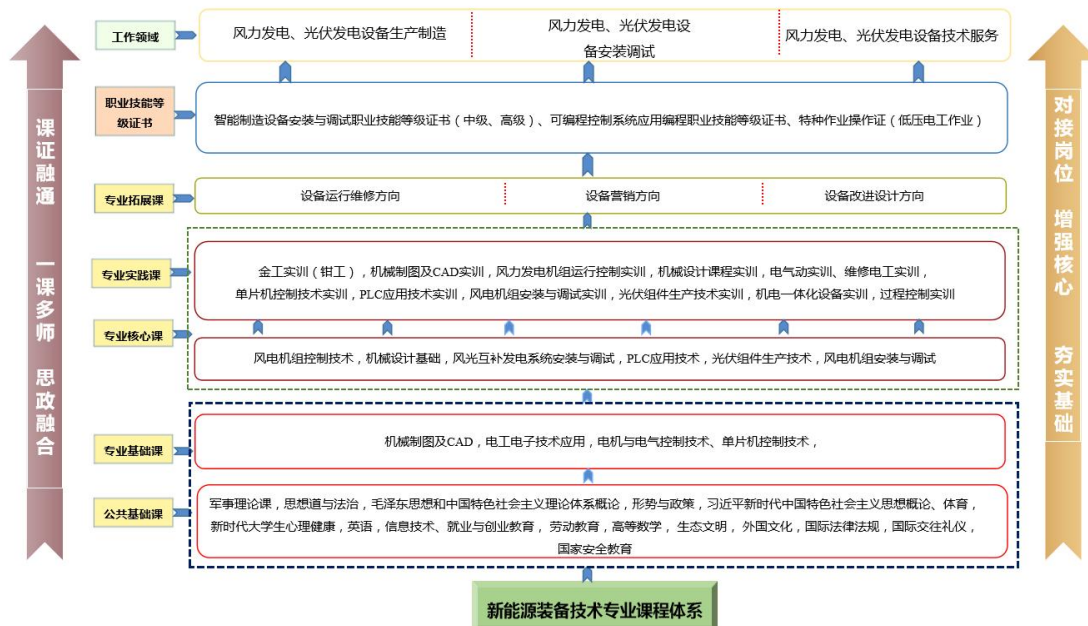 工作领域
风力发电、光伏发电设备生产制造
风力发电、光伏发电设
备安装调试
风力发电、光伏发电设备技术服务
职业技能等
级证书
智能制造设备安装与调试职业技能等级证书（中级、高级）、可编程控制系统应用编程职业技能等级证书、特种作业操作证（低压电工作业）
专业拓展课
设备运行维修方向
设备营销方向
设备改进设计方向
专业实践课
金工实训（钳工），机械制图及CAD实训，风力发电机组运行控制实训，机械设计课程实训，电气动实训、维修电工实训，
单片机控制技术实训，PLC应用技术实训，风电机组安装与调试实训，光伏组件生产技术实训，机电一体化设备实训，过程控制实训
专业核心课
风电机组控制技术，机械设计基础，风光互补发电系统安装与调试，PLC应用技术，光伏组件生产技术，风电机组安装与调试
专业基础课
机械制图及CAD，电工电子技术应用，电机与电气控制技术、单片机控制技术，
公共基础课
军事理论课，思想道与法治，毛泽东思想和中国特色社会主义理论体系概论，形势与政策，习近平新时代中国特色社会主义思想概论、体育，
新时代大学生心理健康，英语，信息技术、就业与创业教育，劳动教育，高等数学，生态文明，外国文化，国际法律法规，国际交往礼仪，
国家安全教育
新能源装备技术专业课程体系
课证融通 一课多师 思政融合
对接岗位 增强核心 夯实基础